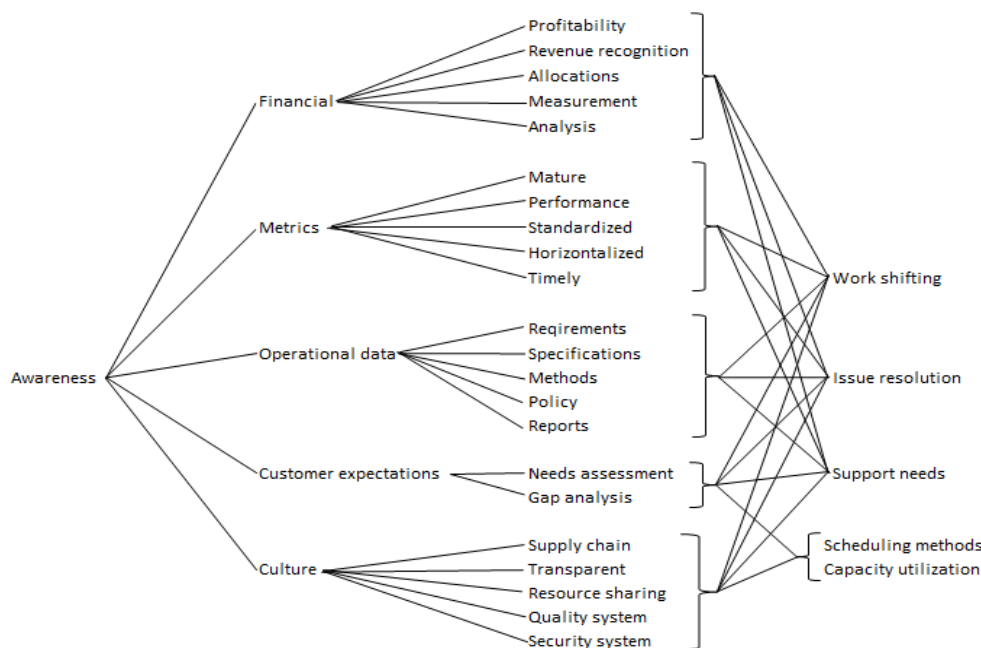 Profitability
Revenue recognition
Allocations
Financial
Measurement
Analysis
Mature
Performance
Metrics
Standardized
Horizontalized
Timely
Work shifting
Reqirements
Operational data
Specifications
Awareness
Methods
Issue resolution
Policy
Reports
Customer expectations
Needs assessment
Support needs
Gap analysis
Supply chain
Scheduling methods
Culture
Transparent
Capacity utilization
Resource sharing
Quality system
Security system